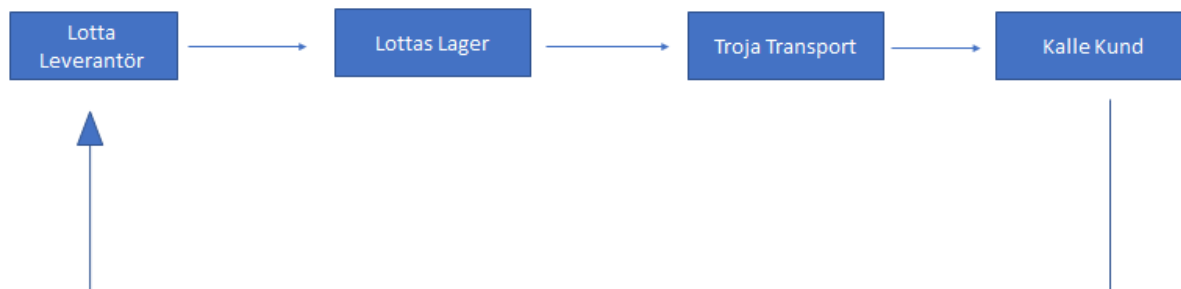 Lotta
Leverantör
Lottas Lager
Troja Transport
Kalle Kund